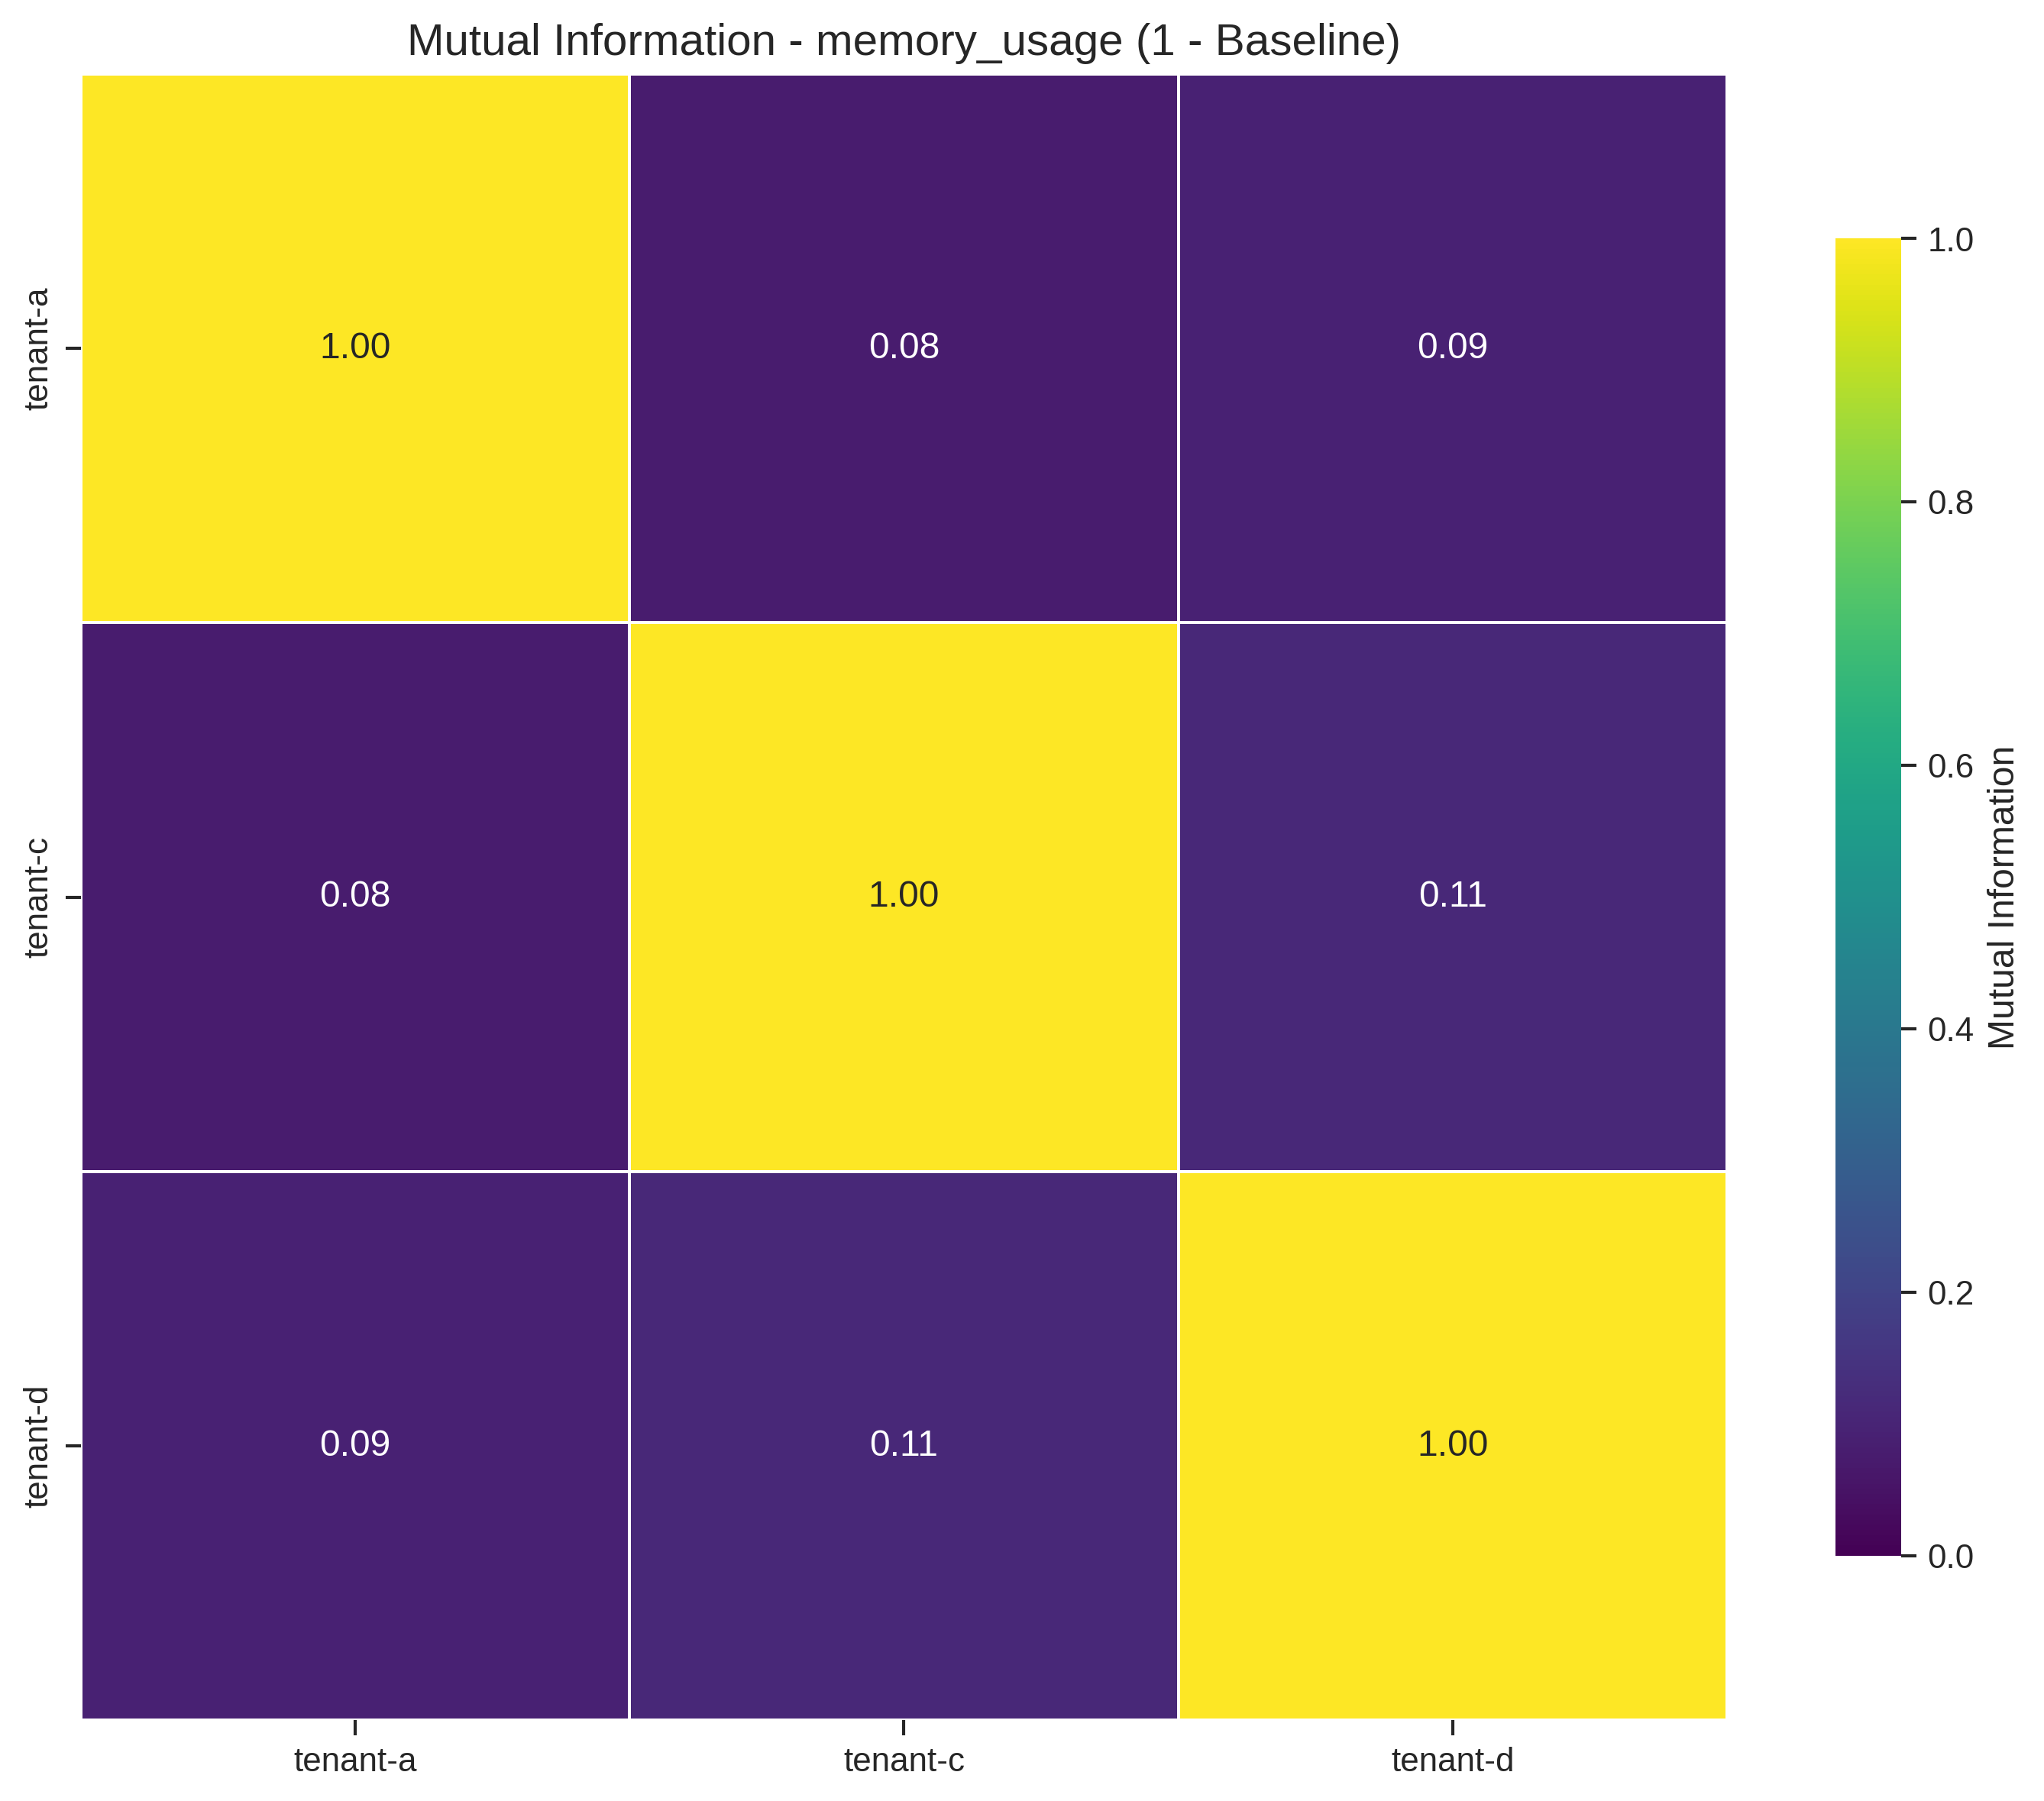 Mutual Information - memory_usage (1 - Baseline)
tenant-a
1.00
0.08
0.09
tenant-c
0.08
1.00
0.11
tenant-d
0.09
0.11
1.00
tenant-a
tenant-c
tenant-d
1.0
0.8
0.6
0.4
0.2
0.0
Mutual Information